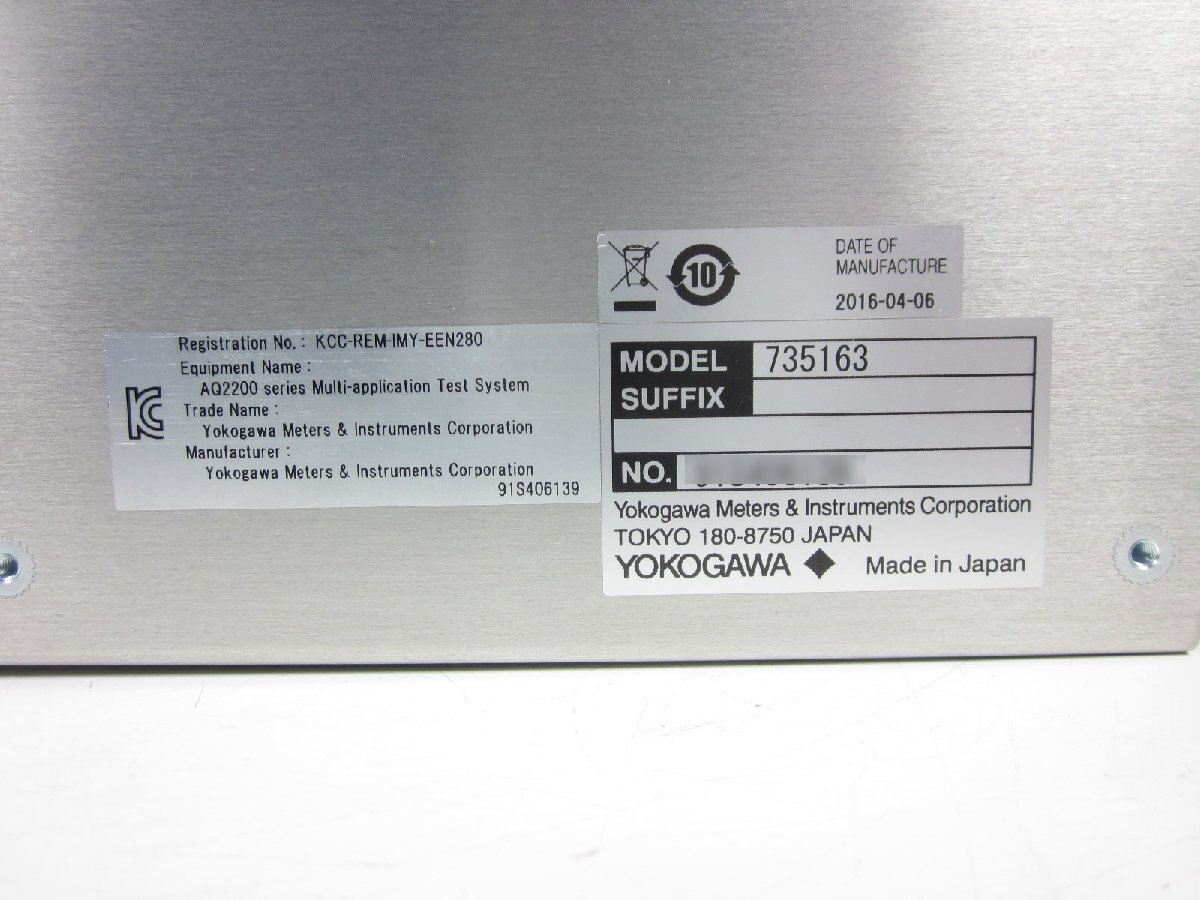 10
DATE OF
MANUFACTURE
2016-04-06
Registration No. : KCC-REM-IMY-EEN280
Equipment Name :
AQ2200 series Multi-application Test System
Trade Name :
Yokogawa Meters & Instruments Corporation
Manufacturer :
Yokogawa Meters & Instruments Corporation
91S406139
MODEL 735163
SUFFIX
NO.
Yokogawa Meters & Instruments Corporation
TOKYO 180-8750 JAPAN
YOKOGAWA ◆ Made in Japan